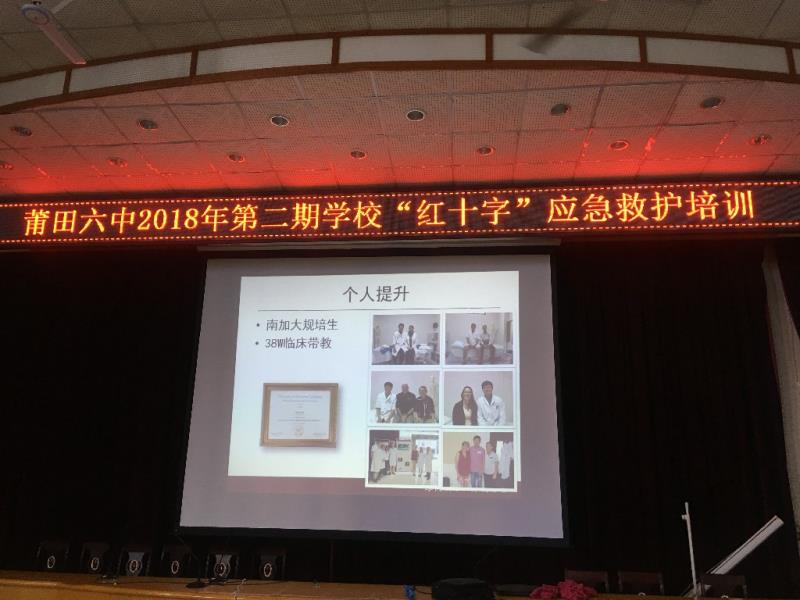 莆田六中2018年第二期学校“红十字”应急救护培训
个人提升
• 南加大规培生
• 38W临床带教